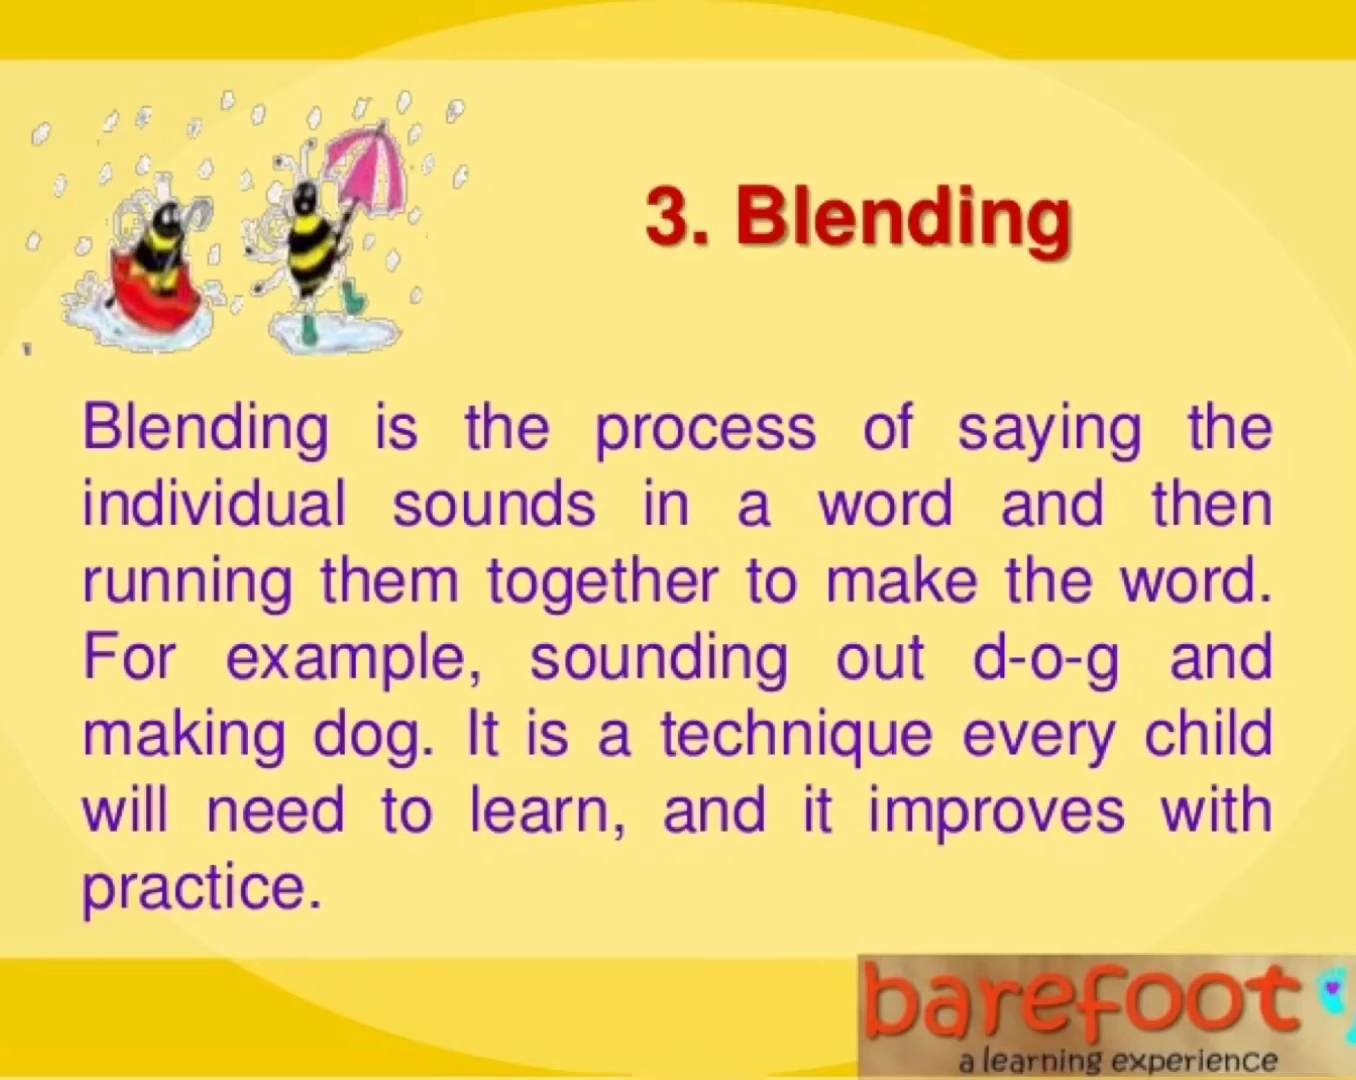 3. Blending
Blending is the process of saying the
individual sounds in a word and then
running them together to make the word.
For example, sounding out d-o-g and
making dog. It is a technique every child
will need to learn, and it improves with
practice.
barefoot
a learning experience